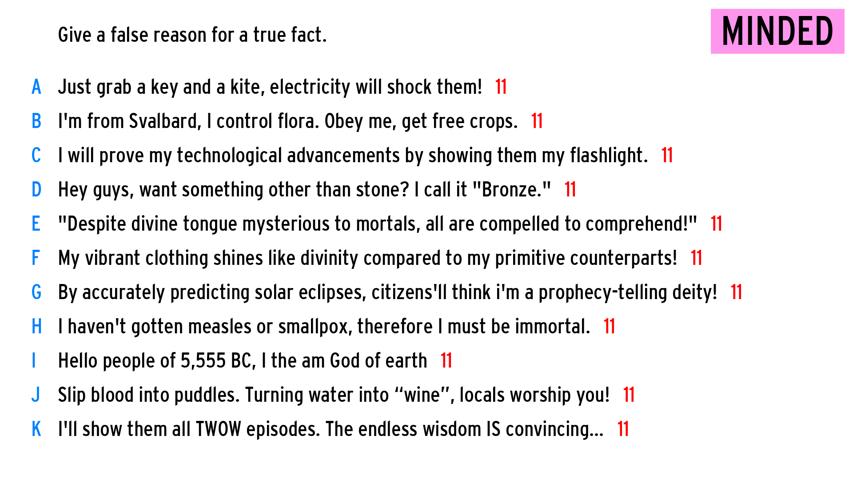 Give a false reason for a true fact.
MINDED
A Just grab a key and a kite, electricity will shock them! 11
B I'm from Svalbard, I control flora. Obey me, get free crops. 11
C I will prove my technological advancements by showing them my flashlight. 11
D Hey guys, want something other than stone? I call it "Bronze." 11
E "Despite divine tongue mysterious to mortals, all are compelled to comprehend!" 11
F My vibrant clothing shines like divinity compared to my primitive counterparts! 11
G By accurately predicting solar eclipses, citizens'll think i'm a prophecy-telling deity! 11
H I haven't gotten measles or smallpox, therefore I must be immortal. 11
I Hello people of 5,555 BC, I the am God of earth 11
J Slip blood into puddles. Turning water into “wine”, locals worship you! 11
K I'll show them all TWOW episodes. The endless wisdom IS convincing... 11